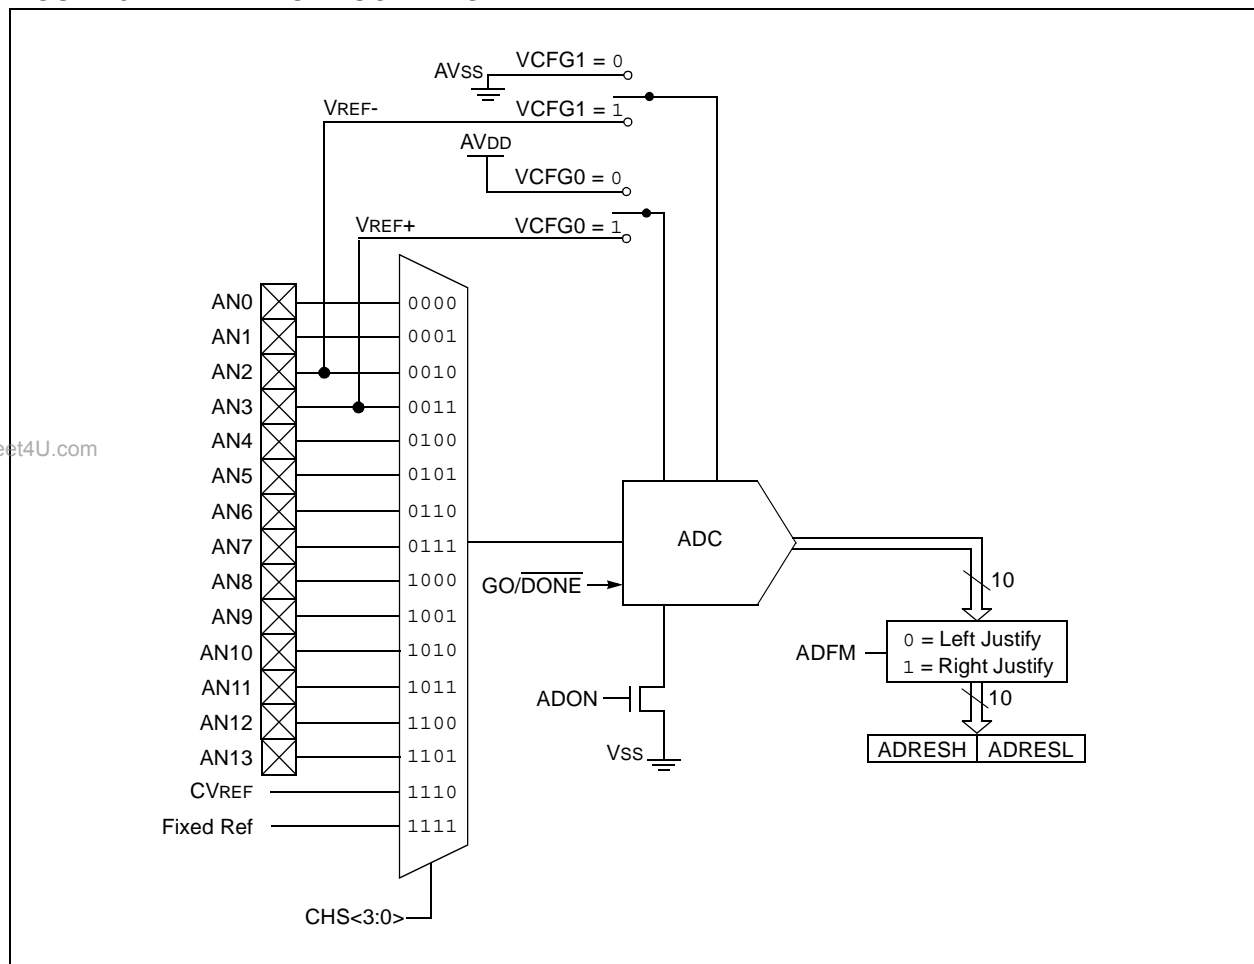 AVSS
VCFG1 = 0
VREF-
VCFG1 = 1
AVDD
VCFG0 = 0
VREF+
VCFG0 = 1
AN0
0000
AN1
0001
AN2
0010
AN3
0011
AN4
0100
eet4U.com
AN5
0101
AN6
0110
AN7
0111
ADC
AN8
1000
GO/DONE
10
AN9
1001
AN10
1010
ADFM
0 = Left Justify
1 = Right Justify
AN11
1011
ADON
10
AN12
1100
AN13
1101
VSS
ADRESH
ADRESL
CVREF
1110
Fixed Ref
1111
CHS<3:0>